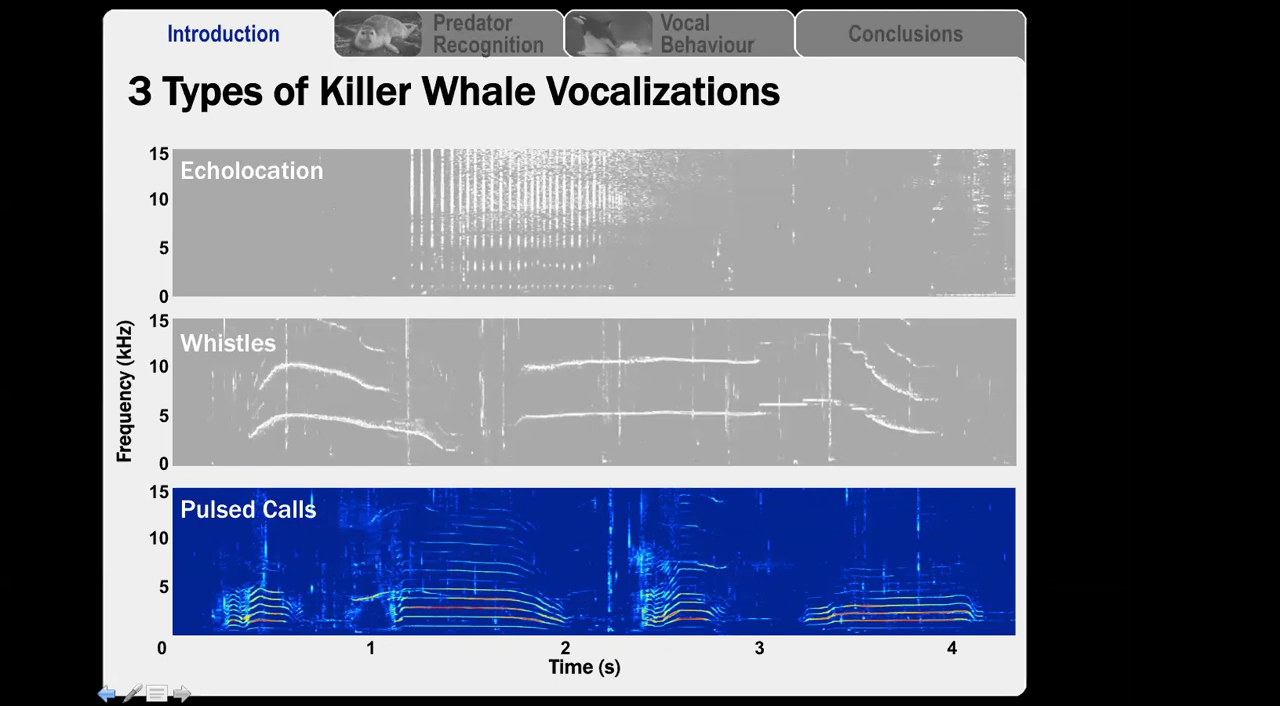 Introduction
Predator
Recognition
Vocal
Behaviour
Conclusions
3 Types of Killer Whale Vocalizations
15
Echolocation
10
5
0
15
Whistles
10
5
0
Frequency (kHz)
15
Pulsed Calls
10
5
0
1
2
3
4
Time (s)